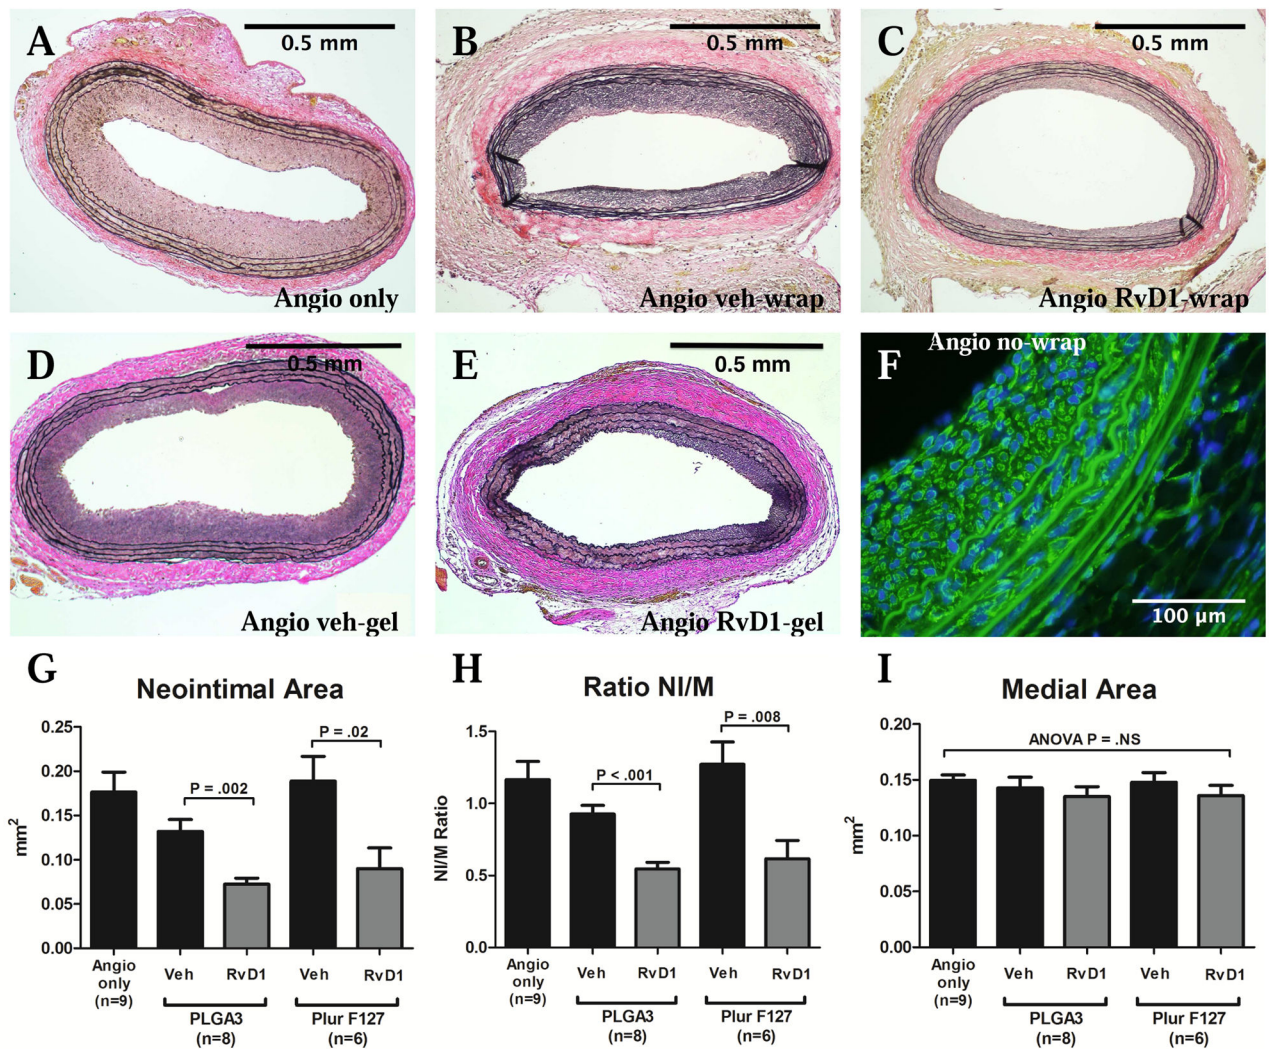 A
0.5 mm
Angio only
B
0.5 mm
Angio veh-wrap
C
0.5 mm
Angio RvD1-wrap
D
0.5 mm
Angio veh-gel
E
0.5 mm
Angio RvD1-gel
F
Angio no-wrap
100 µm
G
Neointimal Area
mm2
0.25
0.20
0.15
0.10
0.05
0.00
P = .002
P = .02
Angio only (n=9)
Veh
RvD1
Veh
RvD1
PLGA3 (n=8)
Plur F127 (n=6)
H
Ratio NI/M
NI/M Ratio
1.5
1.0
0.5
0.0
P < .001
P = .008
Angio only (n=9)
Veh
RvD1
Veh
RvD1
PLGA3 (n=8)
Plur F127 (n=6)
I
Medial Area
mm2
0.20
0.15
0.10
0.05
0.00
ANOVA P = .NS
Angio only (n=9)
Veh
RvD1
Veh
RvD1
PLGA3 (n=8)
Plur F127 (n=6)